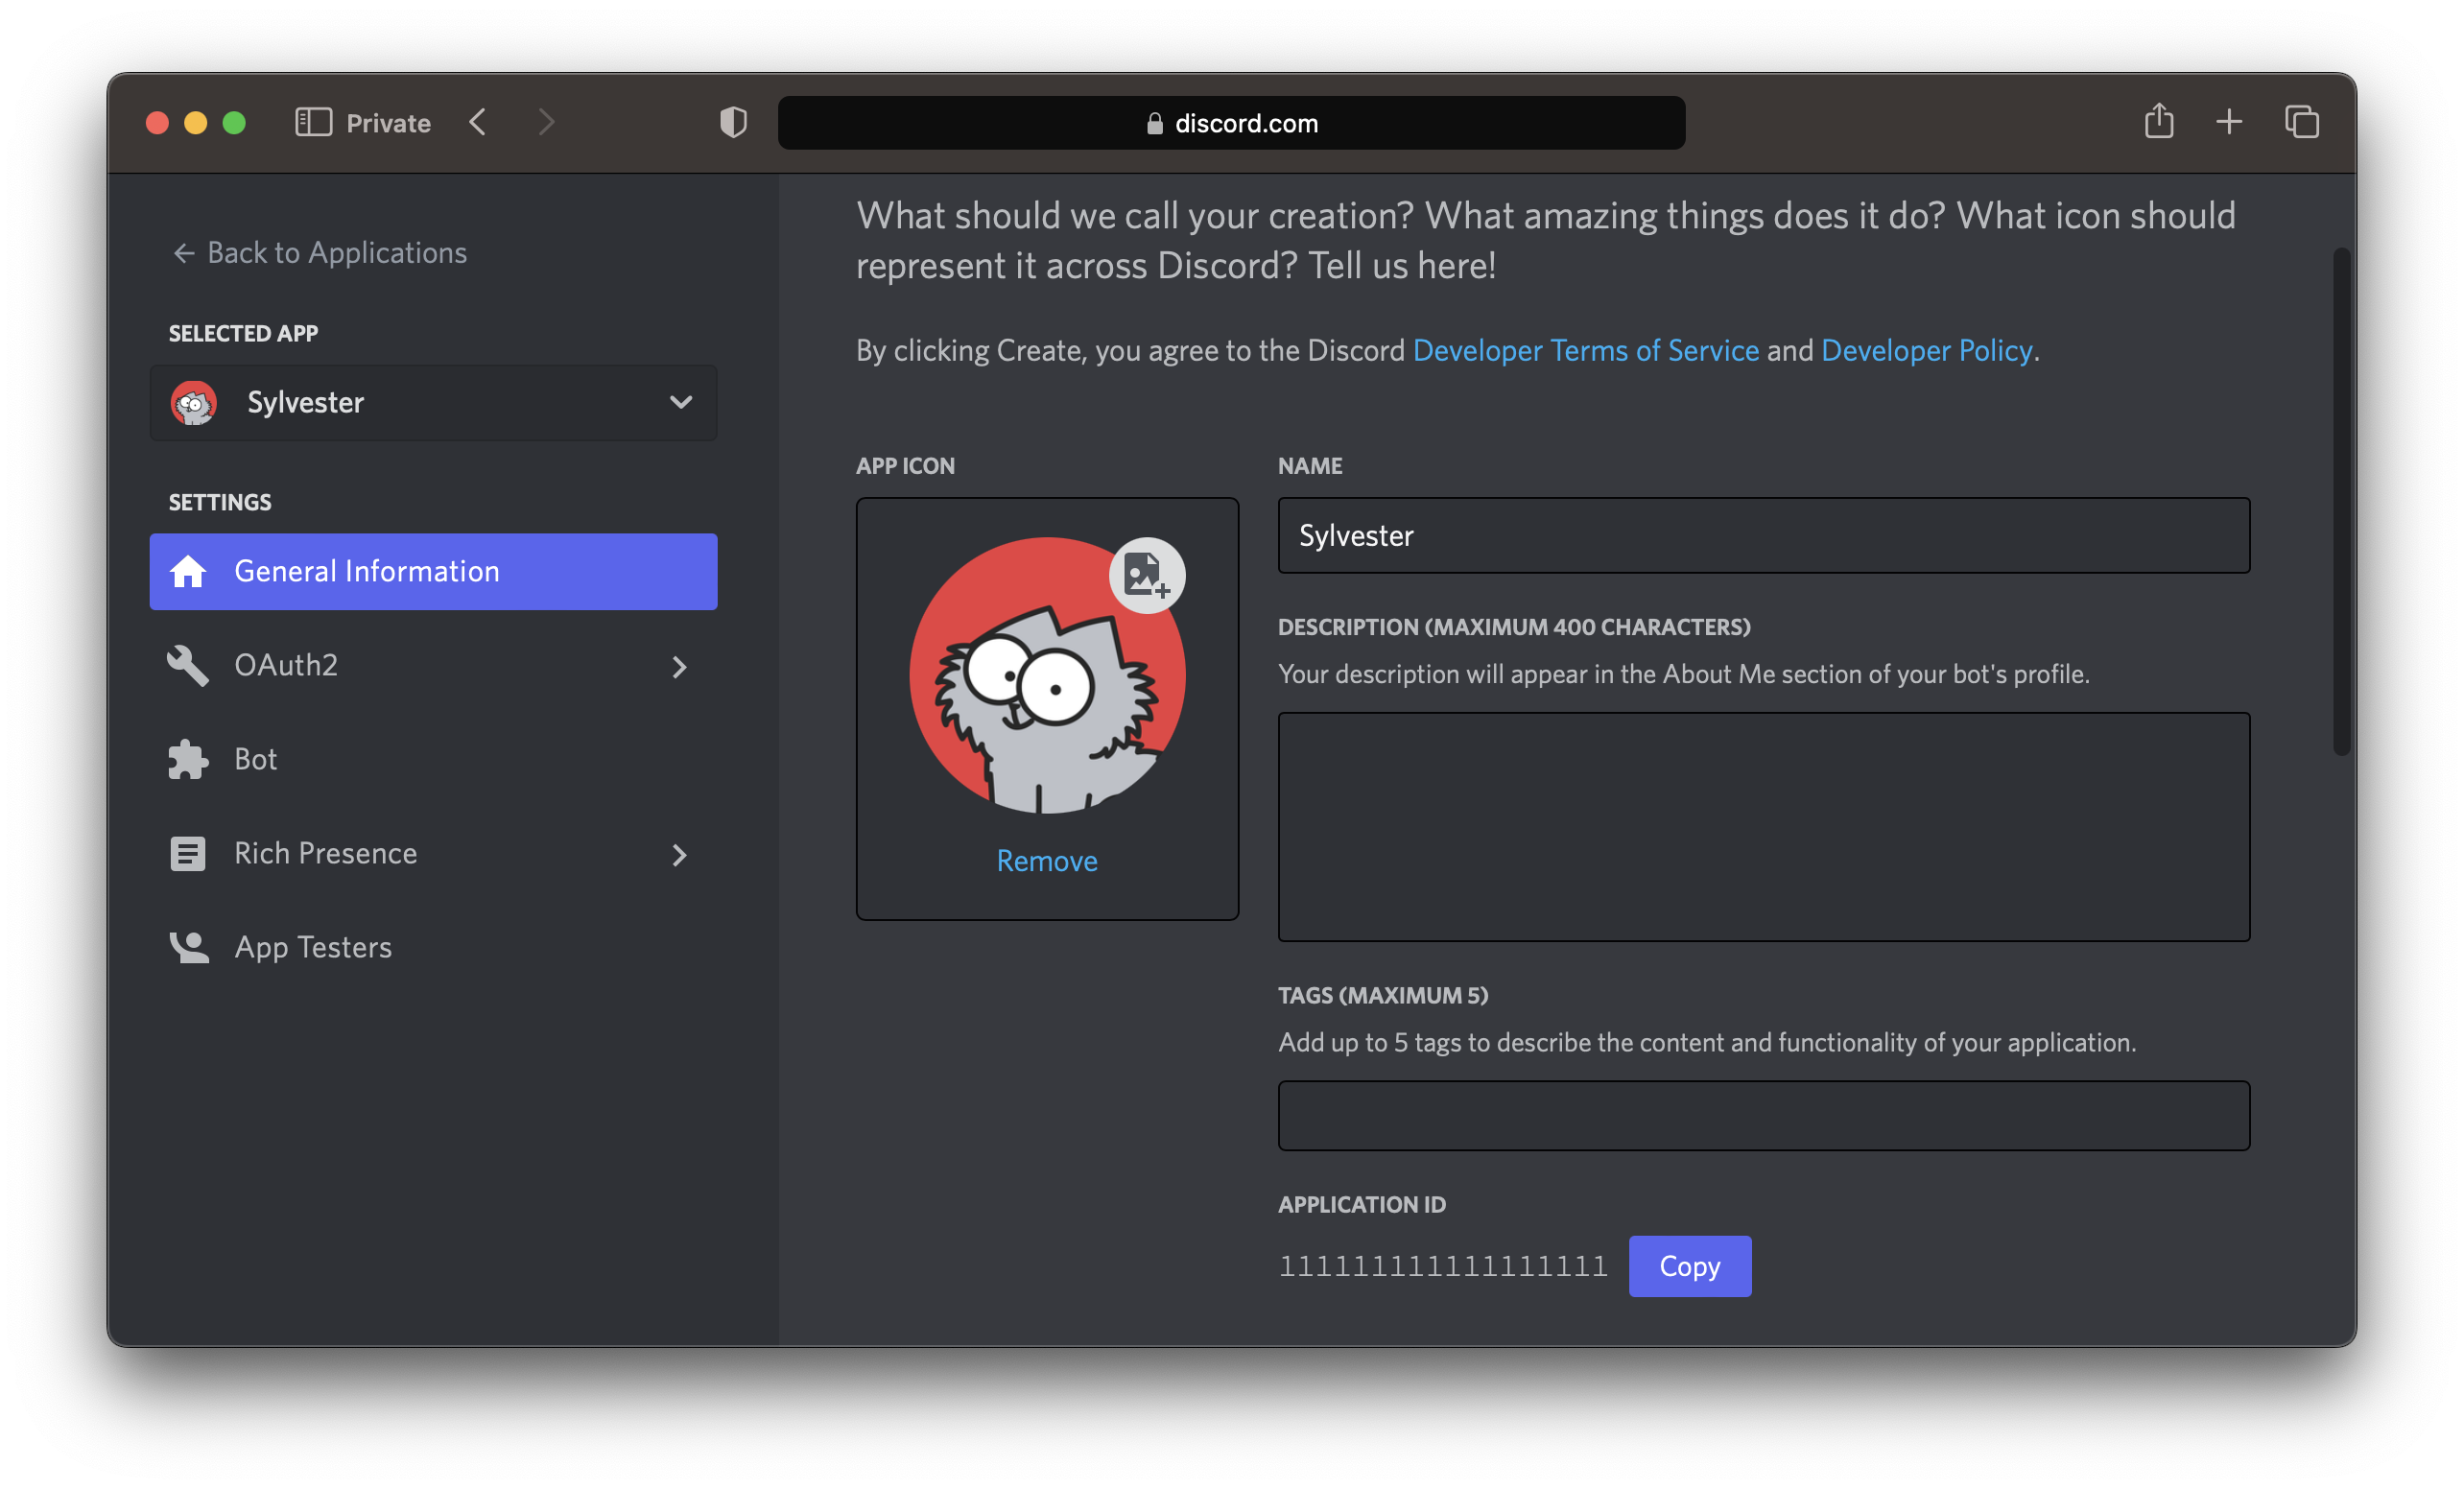 Private
discord.com
Back to Applications
SELECTED APP
Sylvester
SETTINGS
General Information
OAuth2
Bot
Rich Presence
App Testers
What should we call your creation? What amazing things does it do? What icon should
represent it across Discord? Tell us here!
By clicking Create, you agree to the Discord Developer Terms of Service and Developer Policy.
APP ICON
Remove
NAME
Sylvester
DESCRIPTION (MAXIMUM 400 CHARACTERS)
Your description will appear in the About Me section of your bot's profile.
TAGS (MAXIMUM 5)
Add up to 5 tags to describe the content and functionality of your application.
APPLICATION ID
111111111111111111
Copy